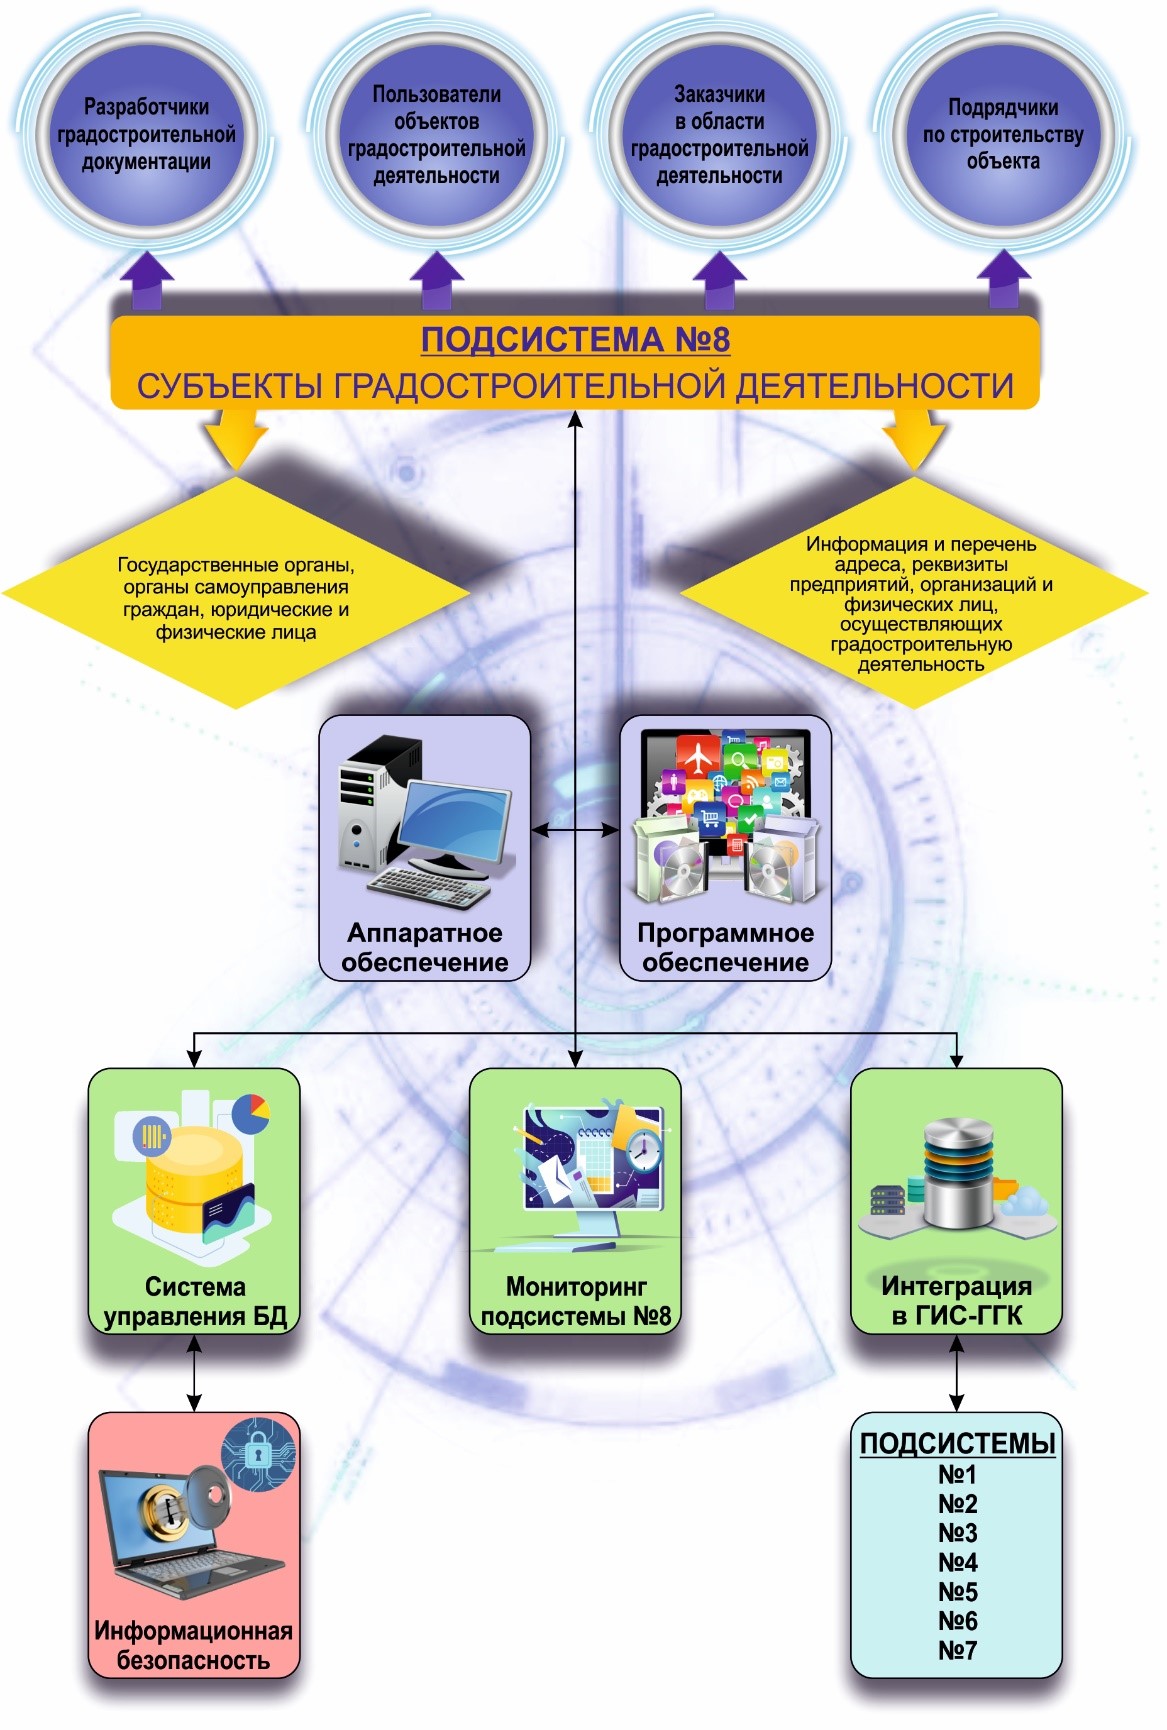 Разработчики
градостроительной
документации
Пользователи
объектов
градостроительной
деятельности
Заказчики
в области
градостроительной
деятельности
Подрядчики
по строительству
объекта
ПОДСИСТЕМА №8
СУБЪЕКТЫ ГРАДОСТРОИТЕЛЬНОЙ ДЕЯТЕЛЬНОСТИ
Государственные органы,
органы самоуправления
граждан, юридические и
физические лица
Информация и перечень
адреса, реквизиты
предприятий, организаций и
физических лиц,
осуществляющих
градостроительную
деятельность
Аппаратное
обеспечение
Программное
обеспечение
Система
управления БД
Мониторинг
подсистемы №8
Интеграция
в ГИС-ГГК
Информационная
безопасность
ПОДСИСТЕМЫ
№1
№2
№3
№4
№5
№6
№7